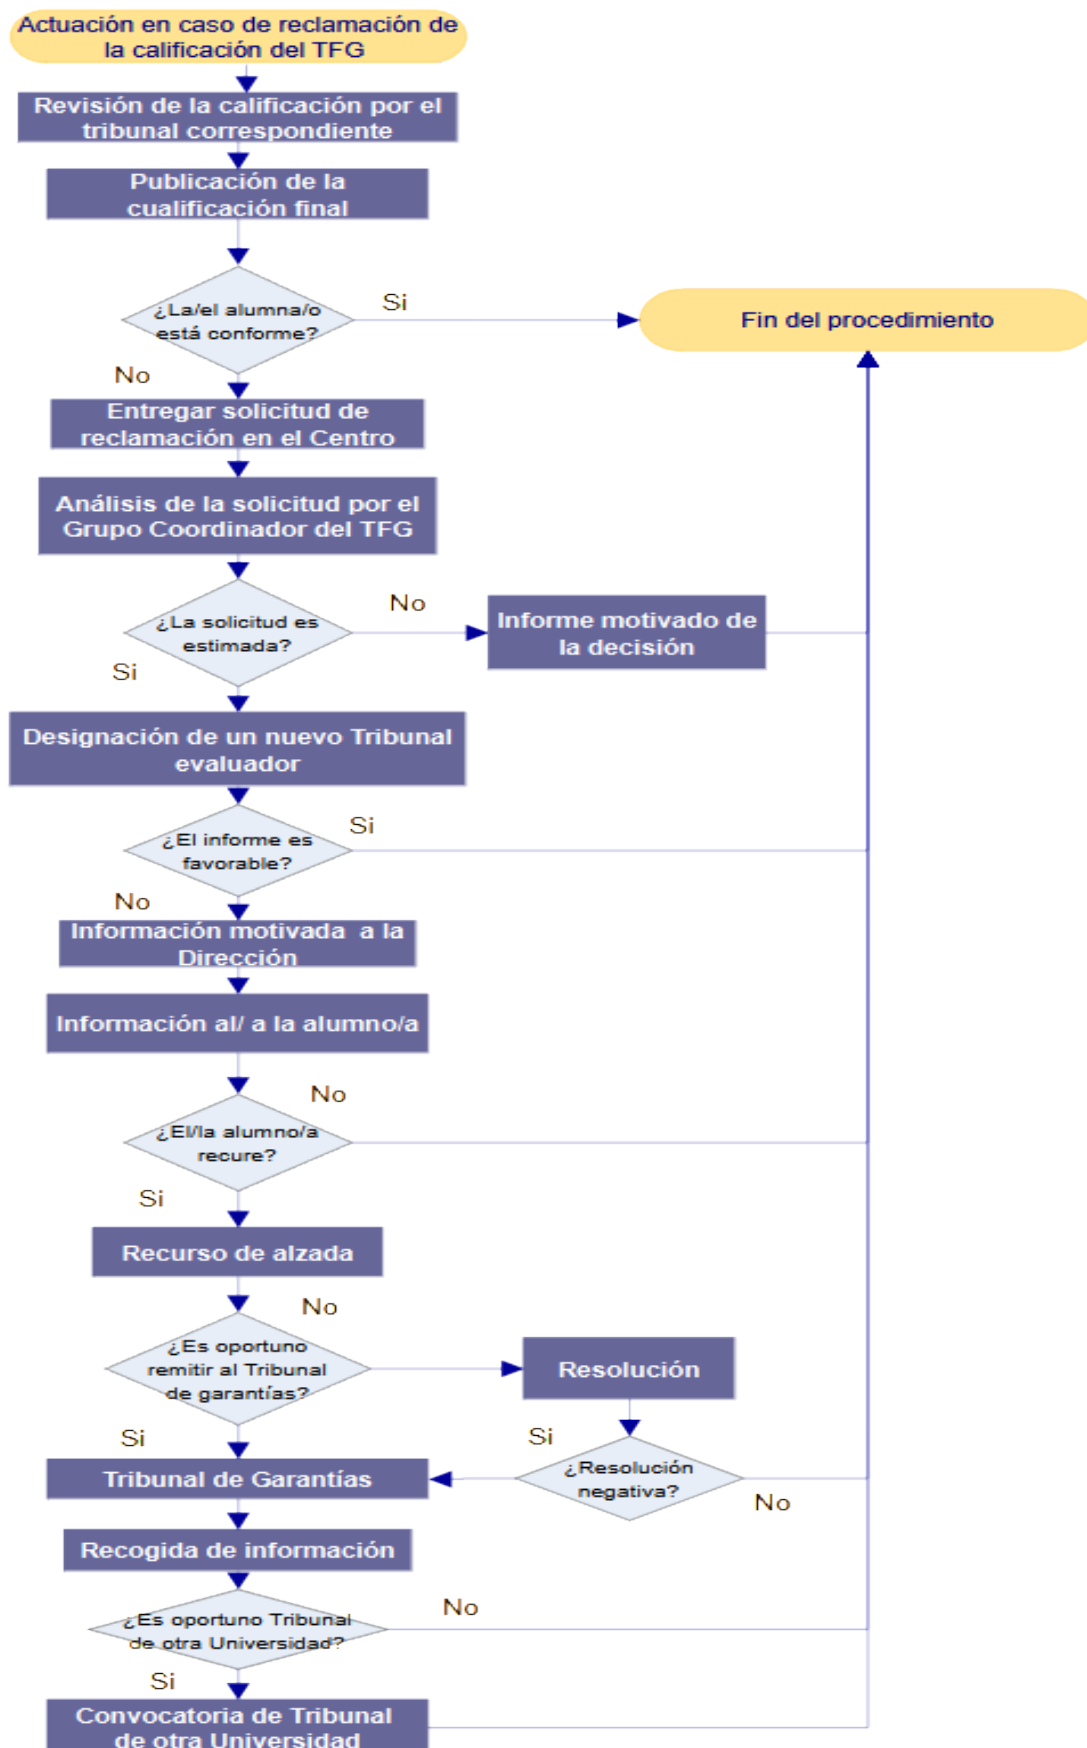 Actuación en caso de reclamación de
la calificación del TFG
Revisión de la calificación por el
tribunal correspondiente
Publicación de la
cualificación final
¿La/el alumna/o
está conforme?
Si
Fin del procedimiento
No
Entregar solicitud de
reclamación en el Centro
Análisis de la solicitud por el
Grupo Coordinador del TFG
¿La solicitud es
estimada?
No
Informe motivado de
la decisión
Si
Designación de un nuevo Tribunal
evaluador
¿El informe es
favorable?
Si
No
Información motivada a la
Dirección
Información al/ a la alumno/a
¿El/la alumno/a
recure?
No
Si
Recurso de alzada
¿Es oportuno
remitir al Tribunal
de garantías?
No
Resolución
Si
¿Resolución
negativa?
Si
No
Tribunal de Garantías
Recogida de información
¿Es oportuno Tribunal
de otra Universidad?
No
Si
Convocatoria de Tribunal
de otra Universidad